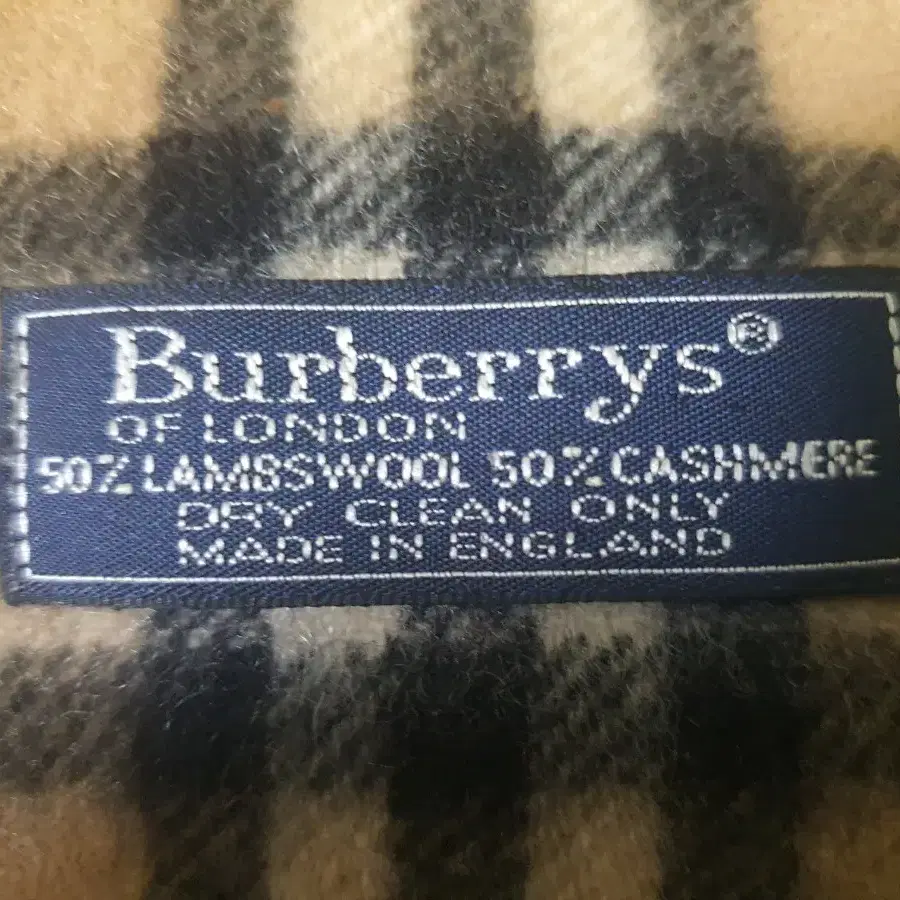 Burberrys®
OF LONDON
50% LAMBSWOOL 50% CASHMERE
DRY CLEAN ONLY
MADE IN ENGLAND